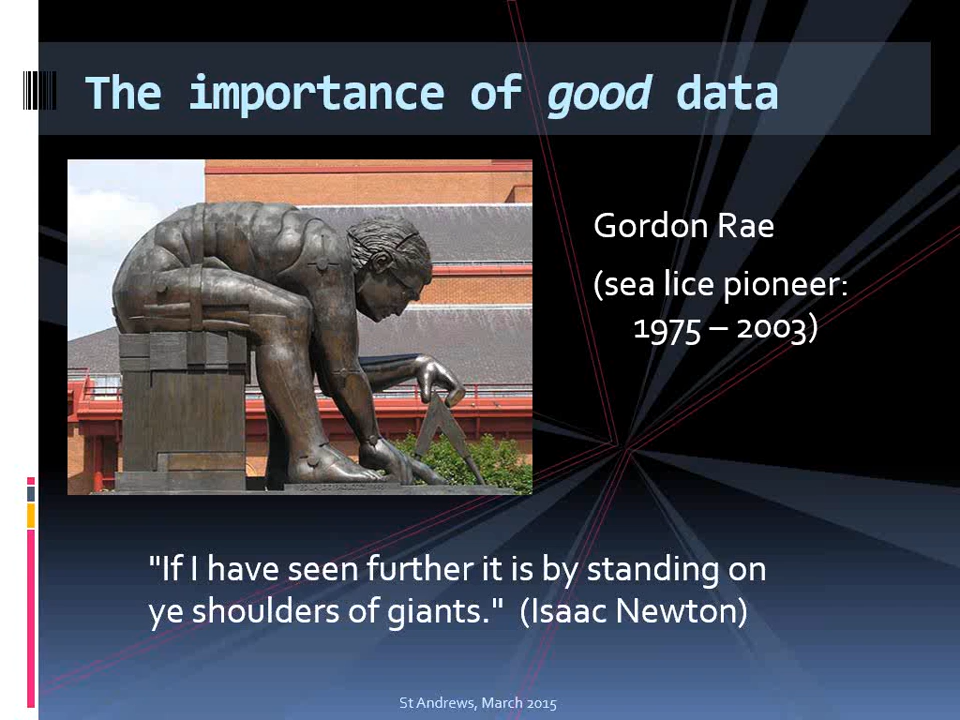 The importance of good data
Gordon Rae
(sea lice pioneer:
1975 – 2003)
"If I have seen further it is by standing on
ye shoulders of giants."  (Isaac Newton)
St Andrews, March 2015